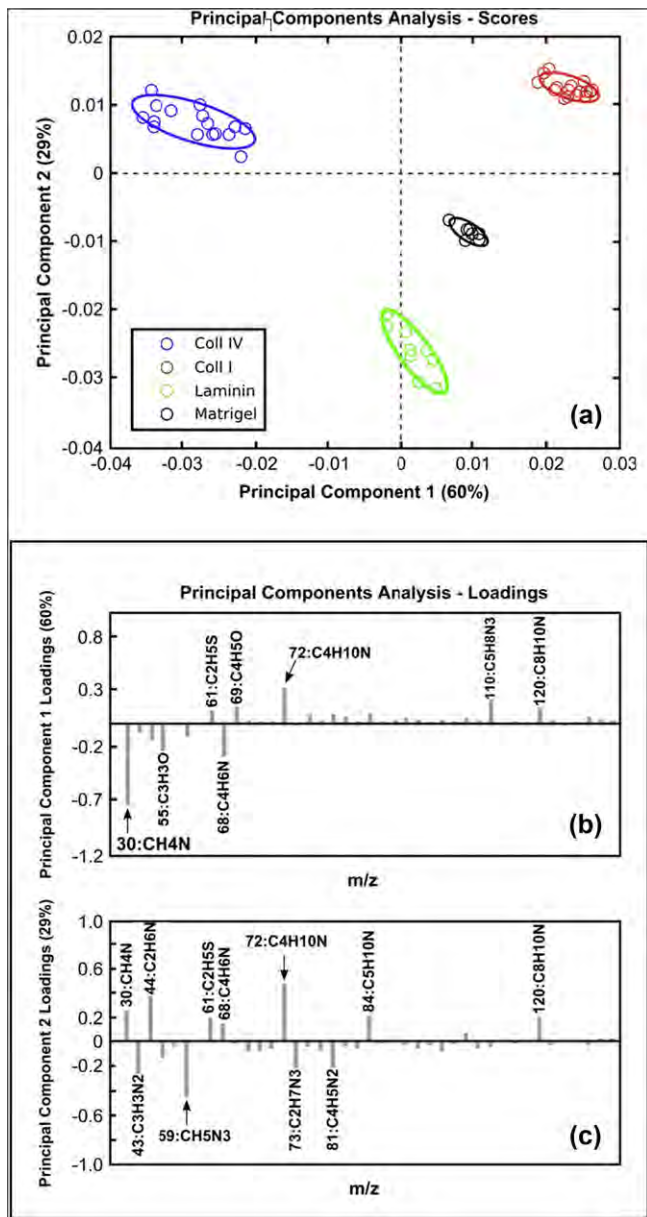 Principal Components Analysis - Scores
0.02
0.01
0
-0.01
-0.02
-0.03
-0.04
Principal Component 2 (29%)
Coll IV
Coll I
Laminin
Matrigel
(a)
-0.04 -0.03 -0.02 -0.01 0 0.01 0.02 0.03
Principal Component 1 (60%)
Principal Components Analysis - Loadings
Principal Component 1 Loadings (60%)
0.8
0.3
-0.2
-0.7
-1.2
30:CH4N
55:C3H3O
61:C2H5S
68:C4H6N
69:C4H5O
72:C4H10N
110:C5H8N3
120:C8H10N
(b)
m/z
Principal Component 2 Loadings (29%)
1.0
0.6
0.2
0
-0.2
-0.6
-1.0
30:CH4N
43:C3H3N2
44:C2H6N
59:CH5N3
61:C2H5S
68:C4H6N
72:C4H10N
73:C2H7N3
81:C4H5N2
84:C5H10N
120:C8H10N
(c)
m/z